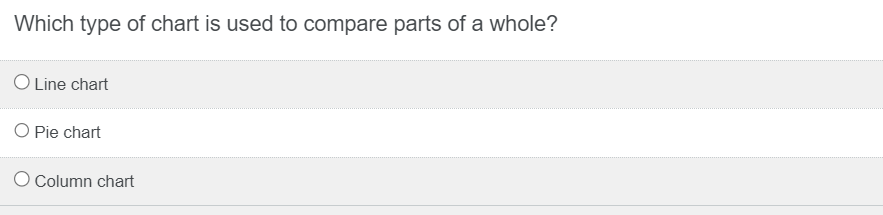 Which type of chart is used to compare parts of a whole?
Line chart
Pie chart
Column chart